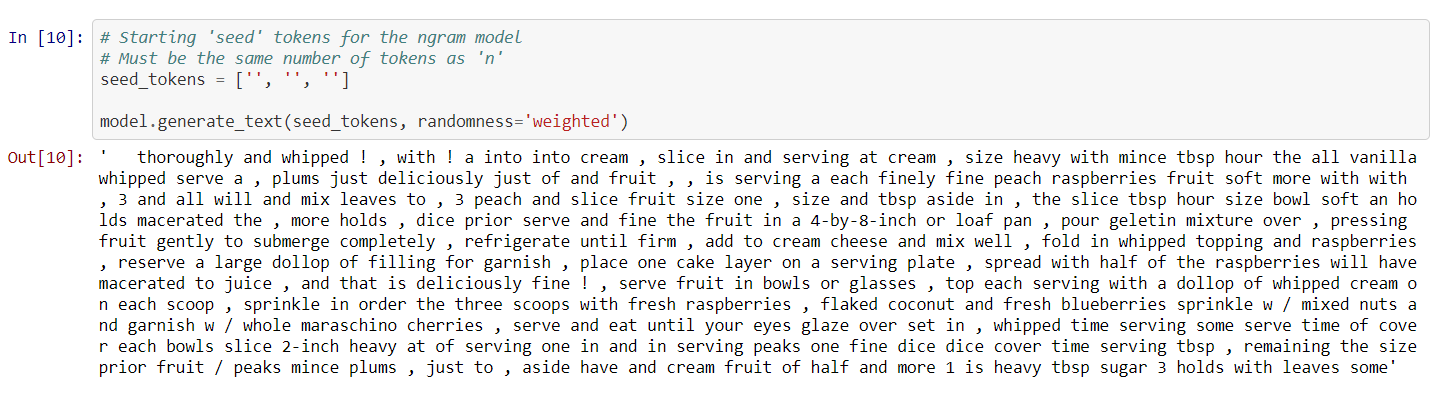 In [10]: # Starting 'seed' tokens for the ngram model
# Must be the same number of tokens as 'n'
seed_tokens = ['', '', '']
model.generate_text(seed_tokens, randomness='weighted')
Out[10]: '   thoroughly and whipped ! , with ! a into into cream , slice in and serving at cream , size heavy with mince tbsp hour the all vanilla
whipped serve a , plums just deliciously just of and fruit , , is serving a each finely fine peach raspberries fruit soft more with with
, 3 and all will and mix leaves to , 3 peach and slice fruit size one , size and tbsp aside in , the slice tbsp hour size bowl soft an ho
lds macerated the , more holds , dice prior serve and fine the fruit in a 4-by-8-inch or loaf pan , pour geletin mixture over , pressing
fruit gently to submerge completely , refrigerate until firm , add to cream cheese and mix well , fold in whipped topping and raspberries
, reserve a large dollop of filling for garnish , place one cake layer on a serving plate , spread with half of the raspberries will have
macerated to juice , and that is deliciously fine ! , serve fruit in bowls or glasses , top each serving with a dollop of whipped cream o
n each scoop , sprinkle in order the three scoops with fresh raspberries , flaked coconut and fresh blueberries sprinkle w / mixed nuts a
nd garnish w / whole maraschino cherries , serve and eat until your eyes glaze over set in , whipped time serving some serve time of cove
r each bowls slice 2-inch heavy at of serving one in and in serving peaks one fine dice dice cover time serving tbsp , remaining the size
prior fruit / peaks mince plums , just to , aside have and cream fruit of half and more 1 is heavy tbsp sugar 3 holds with leaves some'